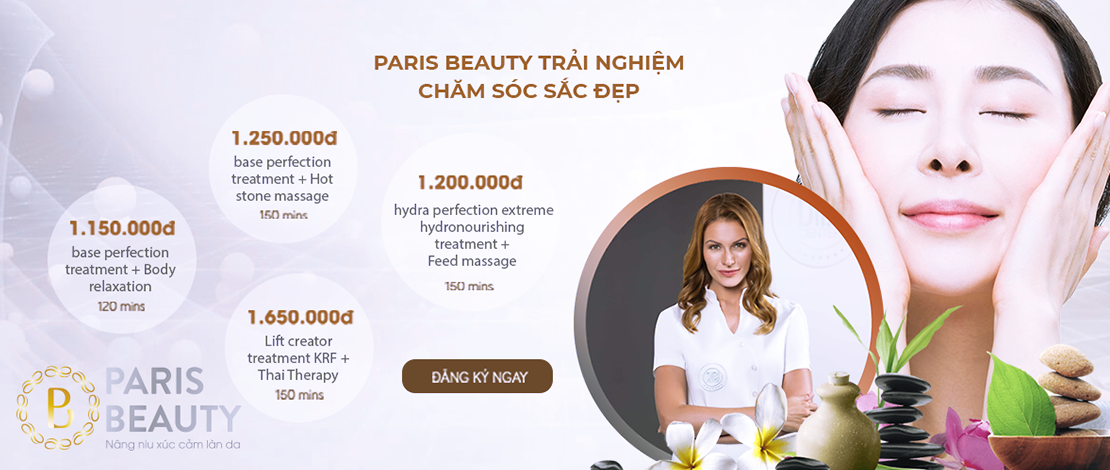 PARIS BEAUTY TRẢI NGHIỆM
CHĂM SÓC SẮC ĐẸP
1.250.000đ
base perfection
treatment + Hot
stone massage
150 mins
1.200.000đ
hydra perfection extreme
hydronourishing
treatment +
Feed massage
150 mins
1.150.000đ
base perfection
treatment + Body
relaxation
120 mins
1.650.000đ
Lift creator
treatment KRF +
Thai Therapy
150 mins
ĐĂNG KÝ NGAY
P
PARIS
BEAUTY
Nâng niu xúc cảm làn da